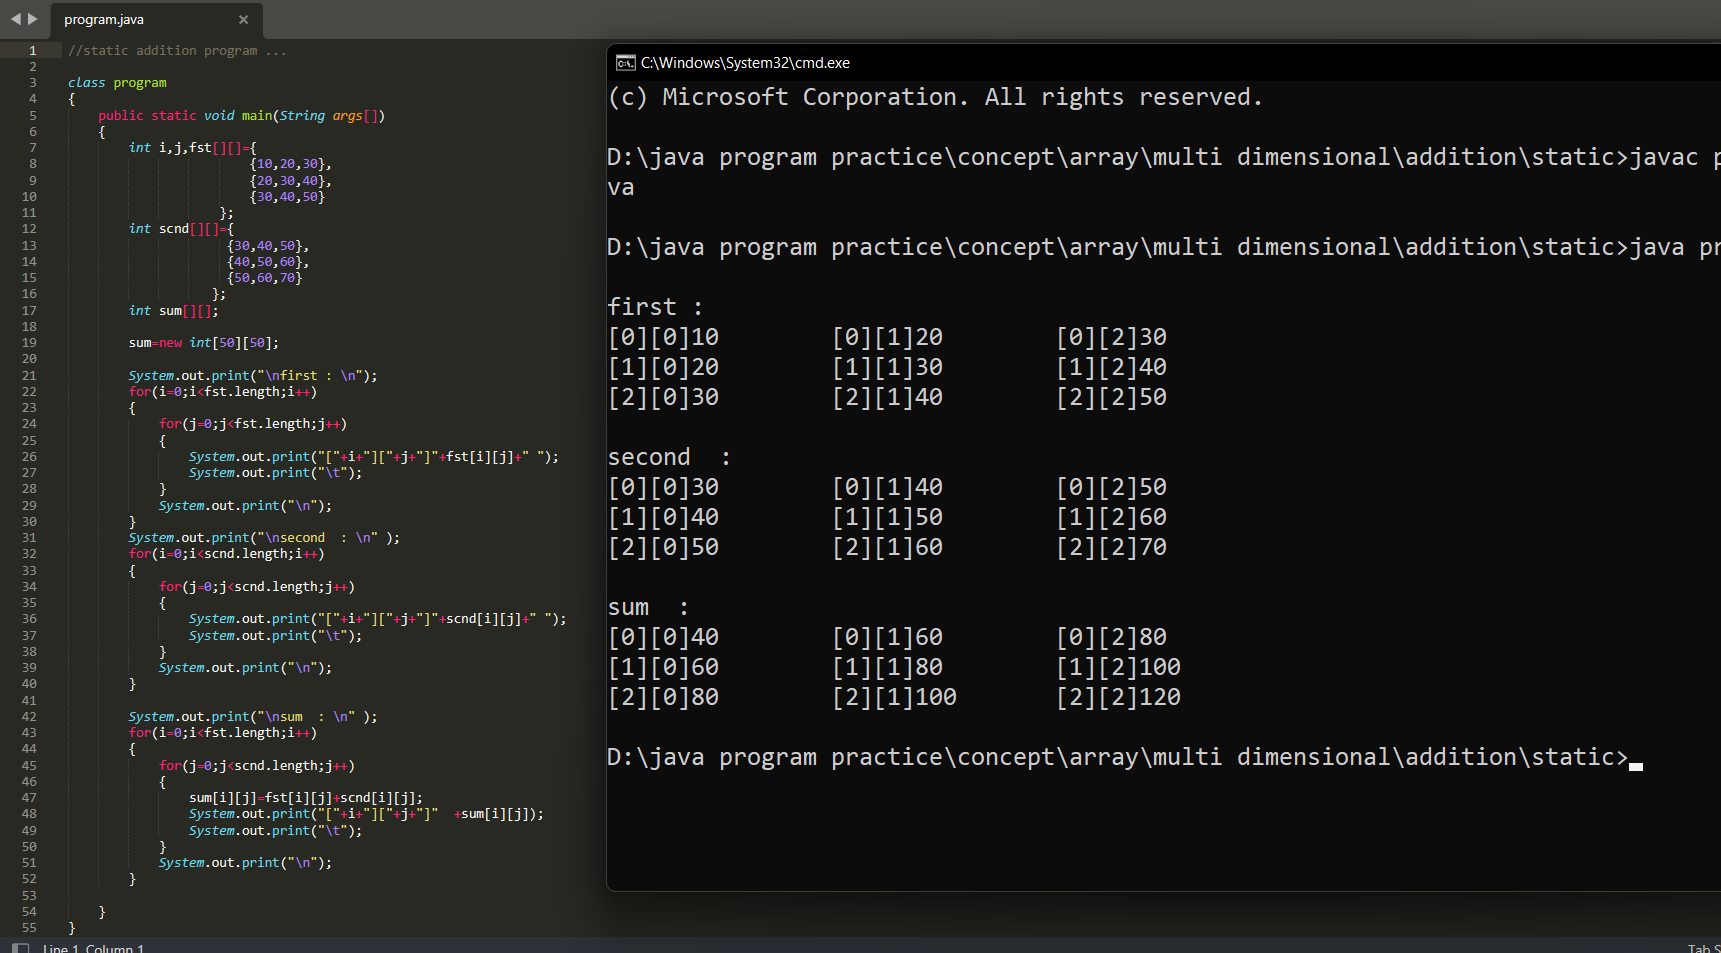 program.java ×
1 //static addition program ...
2
3 class program
4 {
5 public static void main(String args[])
6 {
7 int i,j,fst[][]={
8 {10,20,30},
9 {20,30,40},
10 {30,40,50}
11 };
12 int scnd[][]={
13 {30,40,50},
14 {40,50,60},
15 {50,60,70}
16 };
17 int sum[][];
18
19 sum=new int[50][50];
20
21 System.out.print("\nfirst : \n");
22 for(i=0;i<fst.length;i++)
23 {
24 for(j=0;j<fst.length;j++)
25 {
26 System.out.print("["+i+"]["+j+"]"+fst[i][j]+" ");
27 System.out.print("\t");
28 }
29 System.out.print("\n");
30 }
31 System.out.print("\nsecond  : \n" );
32 for(i=0;i<scnd.length;i++)
33 {
34 for(j=0;j<scnd.length;j++)
35 {
36 System.out.print("["+i+"]["+j+"]"+scnd[i][j]+" ");
37 System.out.print("\t");
38 }
39 System.out.print("\n");
40 }
41
42 System.out.print("\nsum  : \n" );
43 for(i=0;i<fst.length;i++)
44 {
45 for(j=0;j<scnd.length;j++)
46 {
47 sum[i][j]=fst[i][j]+scnd[i][j];
48 System.out.print("["+i+"]["+j+"]"  +sum[i][j]);
49 System.out.print("\t");
50 }
51 System.out.print("\n");
52 }
53
54 }
55 }
Line 1, Column 1
C:\Windows\System32\cmd.exe
(c) Microsoft Corporation. All rights reserved.
D:\java program practice\concept\array\multi dimensional\addition\static>javac p
va
D:\java program practice\concept\array\multi dimensional\addition\static>java pr
first :
[0][0]10 [0][1]20 [0][2]30
[1][0]20 [1][1]30 [1][2]40
[2][0]30 [2][1]40 [2][2]50
second  :
[0][0]30 [0][1]40 [0][2]50
[1][0]40 [1][1]50 [1][2]60
[2][0]50 [2][1]60 [2][2]70
sum  :
[0][0]40 [0][1]60 [0][2]80
[1][0]60 [1][1]80 [1][2]100
[2][0]80 [2][1]100 [2][2]120
D:\java program practice\concept\array\multi dimensional\addition\static>
Tab S